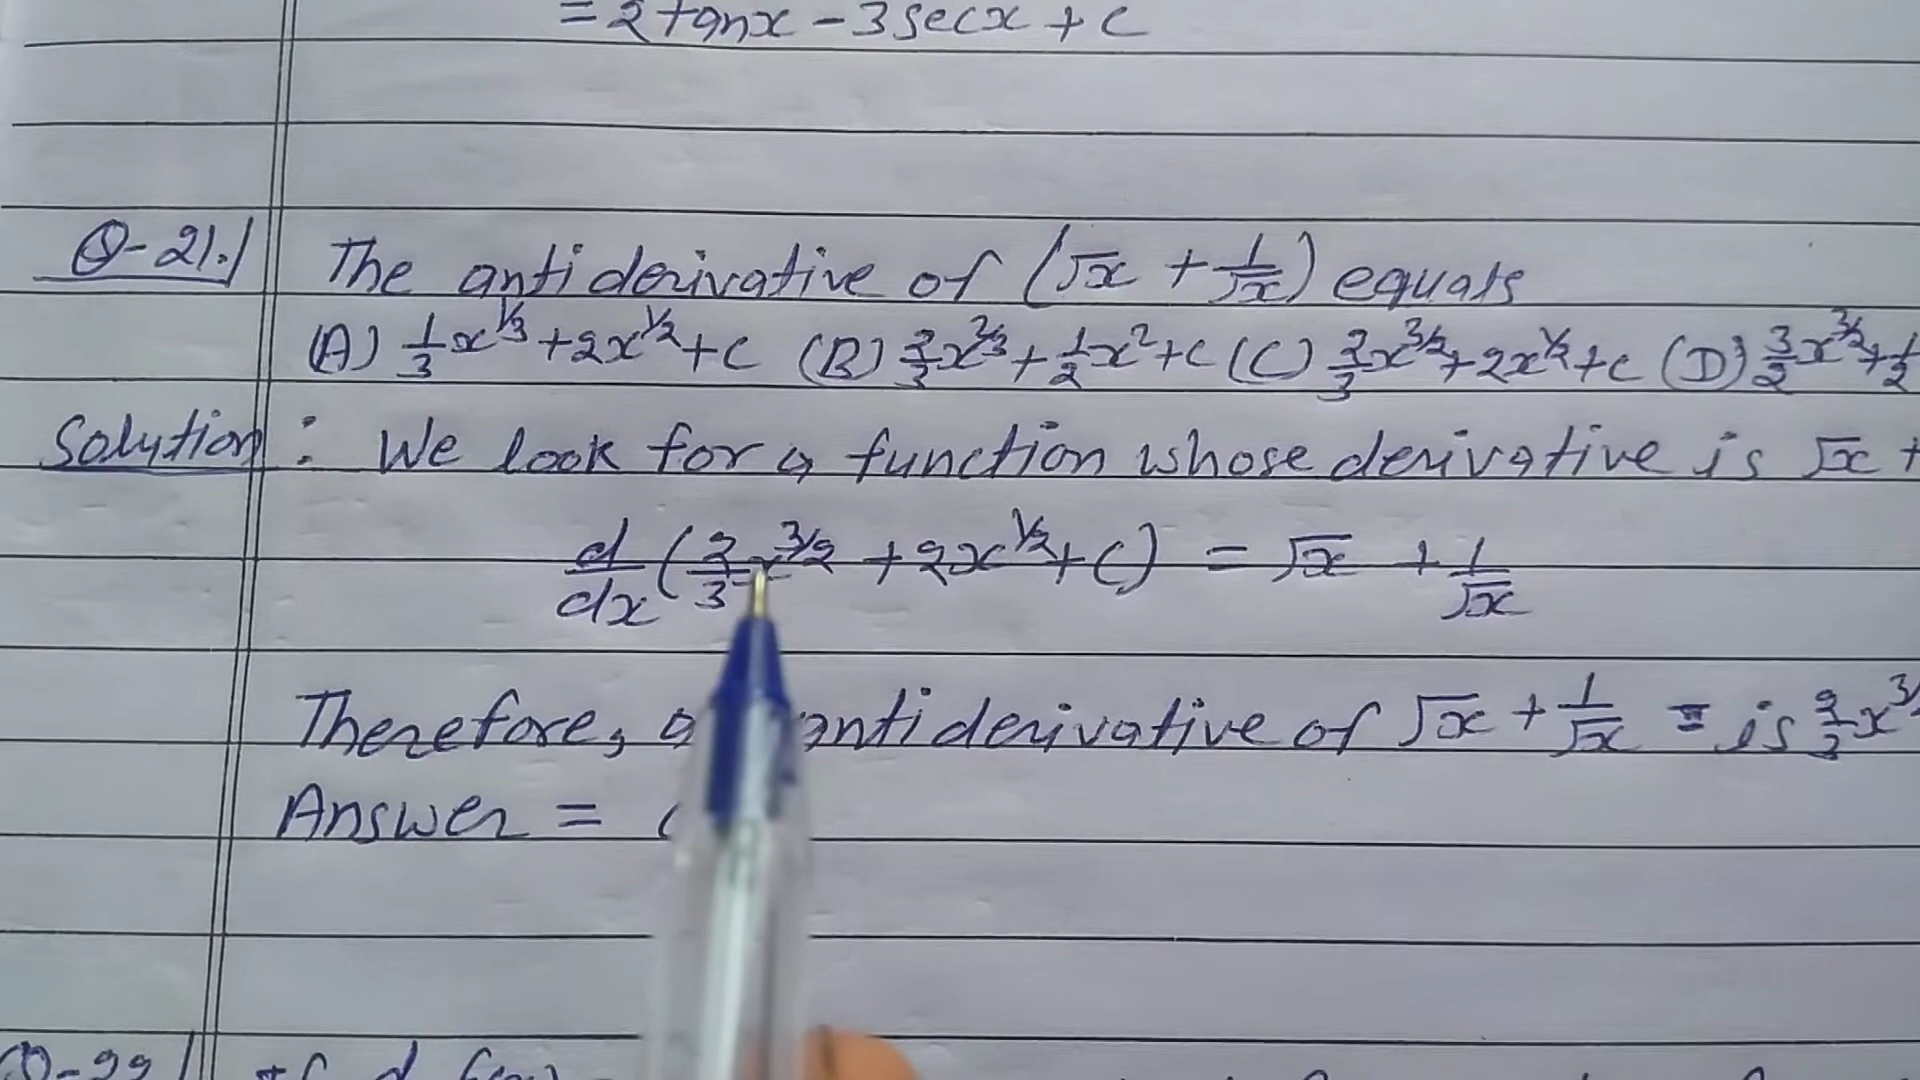 = 2 tan x - 3 sec x + c
Q-21. The antiderivative of (√x + 1/√x) equals
(A) 1/3 x^1/3 + 2x^1/2 + c (B) 2/3 x^2/3 + 1/2 x² + c (C) 2/3 x^3/2 + 2x^1/2 + c (D) 3/2 x^3/2 + 1/2
Solution : We look for a function whose derivative is √x +
d/dx (2/3 x^3/2 + 2x^1/2 + c) = √x + 1/√x
Therefore, antiderivative of √x + 1/√x = is 2/3 x^3/
Answer = (